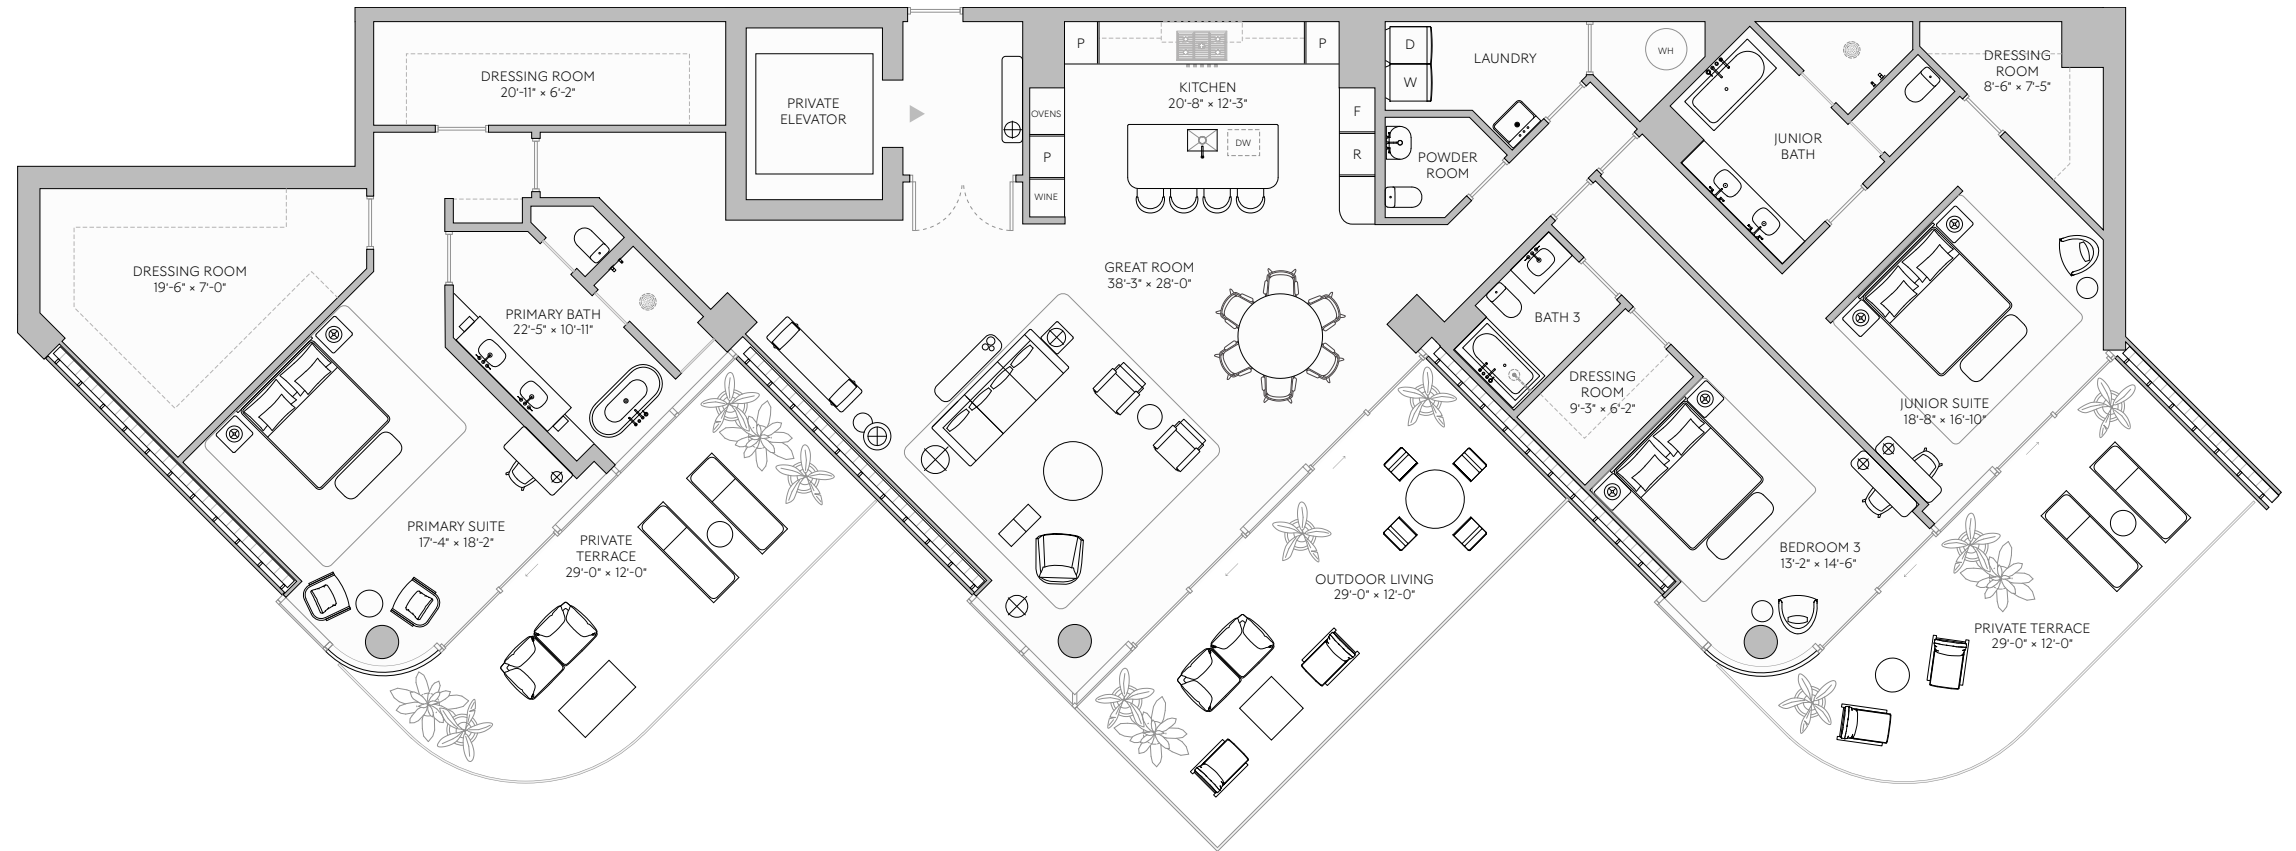 DRESSING ROOM
20'-11" × 6'-2"
PRIVATE
ELEVATOR
P
P
KITCHEN
20'-8" × 12'-3"
OVENS
P
WINE
DW
F
R
D
W
LAUNDRY
WH
POWDER
ROOM
JUNIOR
BATH
DRESSING
ROOM
8'-6" × 7'-5"
DRESSING ROOM
19'-6" × 7'-0"
PRIMARY BATH
22'-5" × 10'-11"
GREAT ROOM
38'-3" × 28'-0"
BATH 3
DRESSING
ROOM
9'-3" × 6'-2"
JUNIOR SUITE
18'-8" × 16'-10"
PRIMARY SUITE
17'-4" × 18'-2"
PRIVATE
TERRACE
29'-0" × 12'-0"
OUTDOOR LIVING
29'-0" × 12'-0"
BEDROOM 3
13'-2" × 14'-6"
PRIVATE TERRACE
29'-0" × 12'-0"